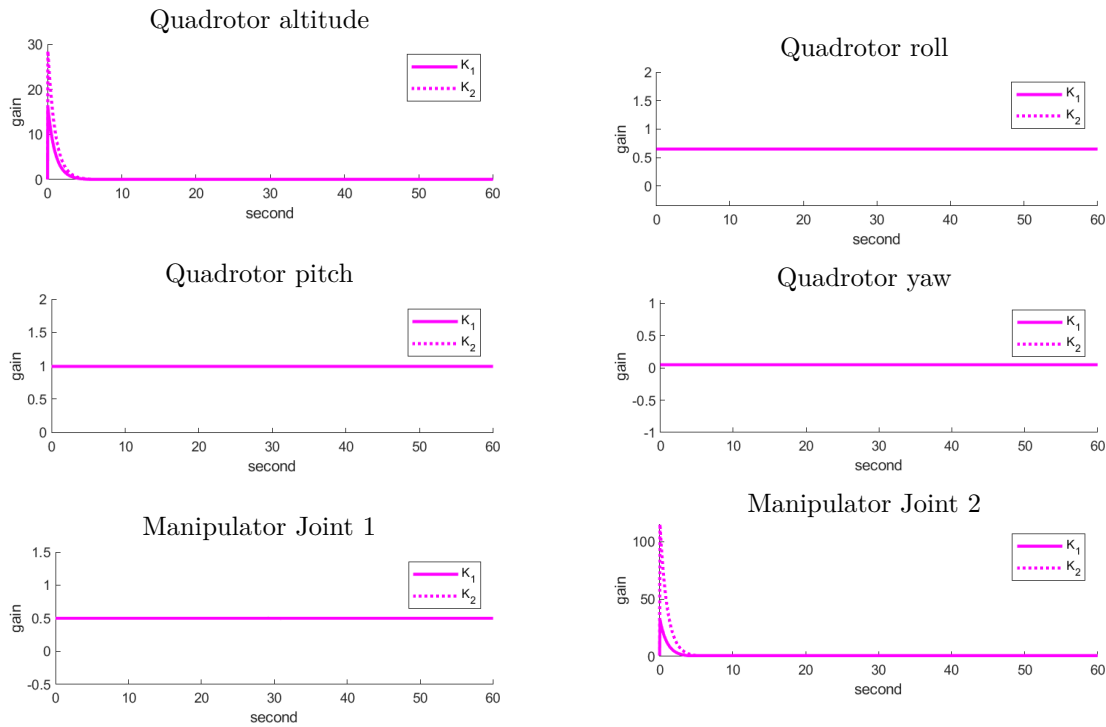 Quadrotor altitude
30
20
10
0
gain
K1
K2
0 10 20 30 40 50 60
second
Quadrotor roll
2
1.5
1
0.5
0
gain
K1
K2
0 10 20 30 40 50 60
second
Quadrotor pitch
2
1.5
1
0.5
0
gain
K1
K2
0 10 20 30 40 50 60
second
Quadrotor yaw
1
0.5
0
-0.5
-1
gain
K1
K2
0 10 20 30 40 50 60
second
Manipulator Joint 1
1.5
1
0.5
0
-0.5
gain
K1
K2
0 10 20 30 40 50 60
second
Manipulator Joint 2
100
50
0
gain
K1
K2
0 10 20 30 40 50 60
second